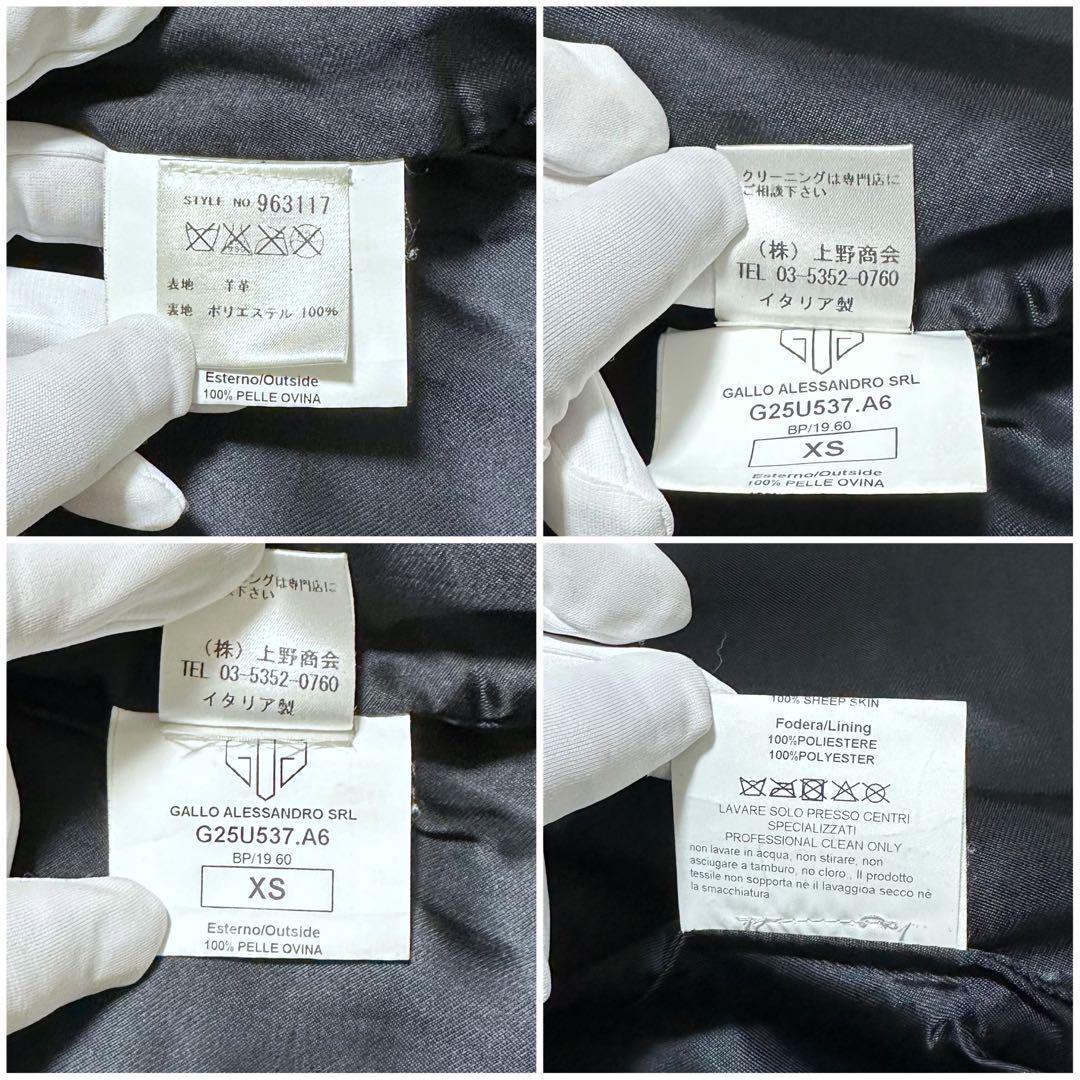 STYLE NO 963117
表地 羊革
裏地 ポリエステル 100%
Esterno/Outside
100% PELLE OVINA
クリーニングは専門店に
ご相談下さい
(株)上野商会
TEL 03-5352-0760
イタリア製
GALLO ALESSANDRO SRL
G25U537.A6
BP/19.60
XS
Esterno/Outside
100% PELLE OVINA
ングは専門店に
下さい
(株)上野商会
TEL 03-5352-0760
イタリア製
GALLO ALESSANDRO SRL
G25U537.A6
BP/19 60
XS
Esterno/Outside
100% PELLE OVINA
100% SHEEP SKIN
Fodera/Lining
100%POLIESTERE
100%POLYESTER
LAVARE SOLO PRESSO CENTRI
SPECIALIZZATI
PROFESSIONAL CLEAN ONLY
non lavare in acqua, non stirare, non
asciugare a tamburo, no cloro , Il prodotto
tessile non sopporta né il lavaggioa secco né
la smacchiatura